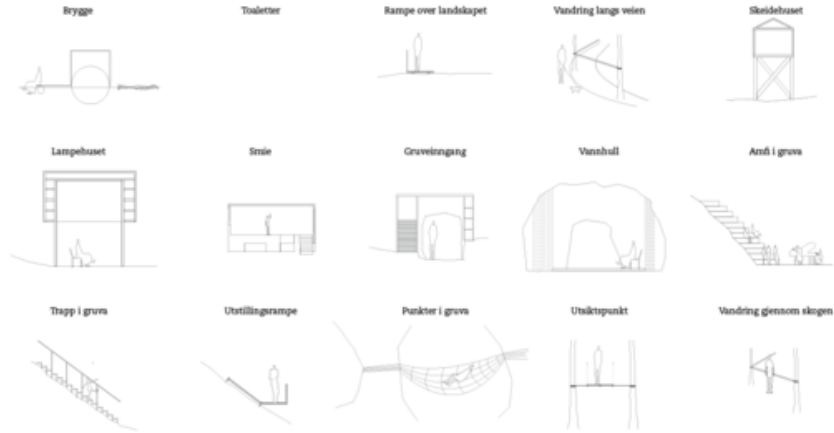 Brygge
Toaletter
Rampe over landskapet
Vandring langs veien
Skeidehuset
Lampehuset
Smie
Gruveinngang
Vannhull
Amfi i gruva
Trapp i gruva
Utstillingsrampe
Punkter i gruva
Utsiktspunkt
Vandring gjennom skogen